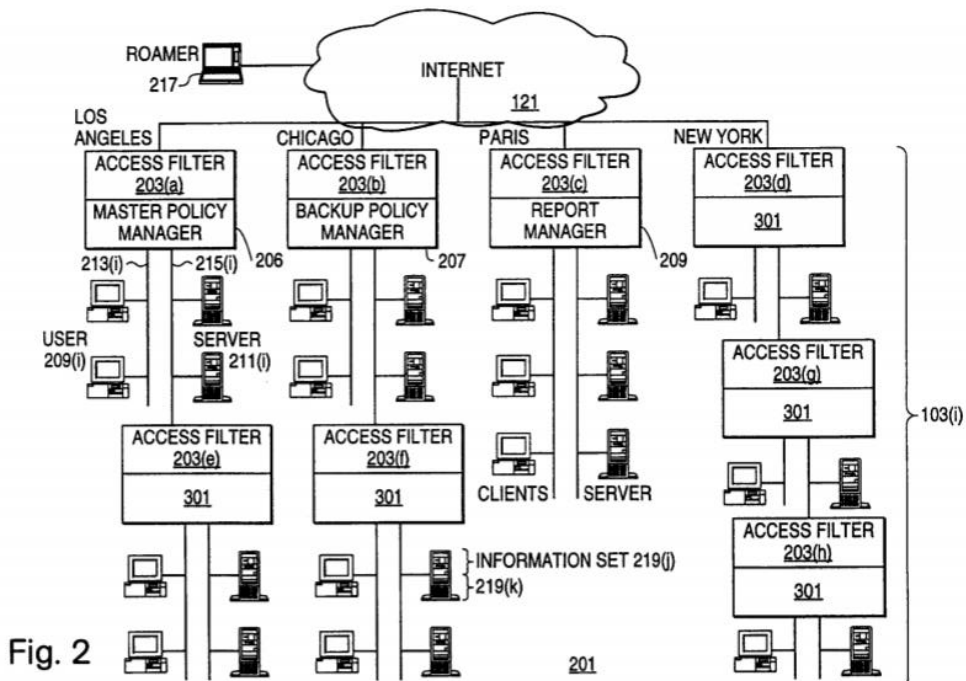 ROAMER
217
INTERNET
121
LOS
ANGELES
CHICAGO
PARIS
NEW YORK
ACCESS FILTER
203(a)
MASTER POLICY
MANAGER
206
213(i)
215(i)
USER
209(i)
SERVER
211(i)
ACCESS FILTER
203(b)
BACKUP POLICY
MANAGER
207
ACCESS FILTER
203(c)
REPORT
MANAGER
209
CLIENTS
SERVER
ACCESS FILTER
203(d)
301
ACCESS FILTER
203(g)
301
103(i)
ACCESS FILTER
203(e)
301
ACCESS FILTER
203(f)
301
INFORMATION SET 219(j)
219(k)
ACCESS FILTER
203(h)
301
201
Fig. 2